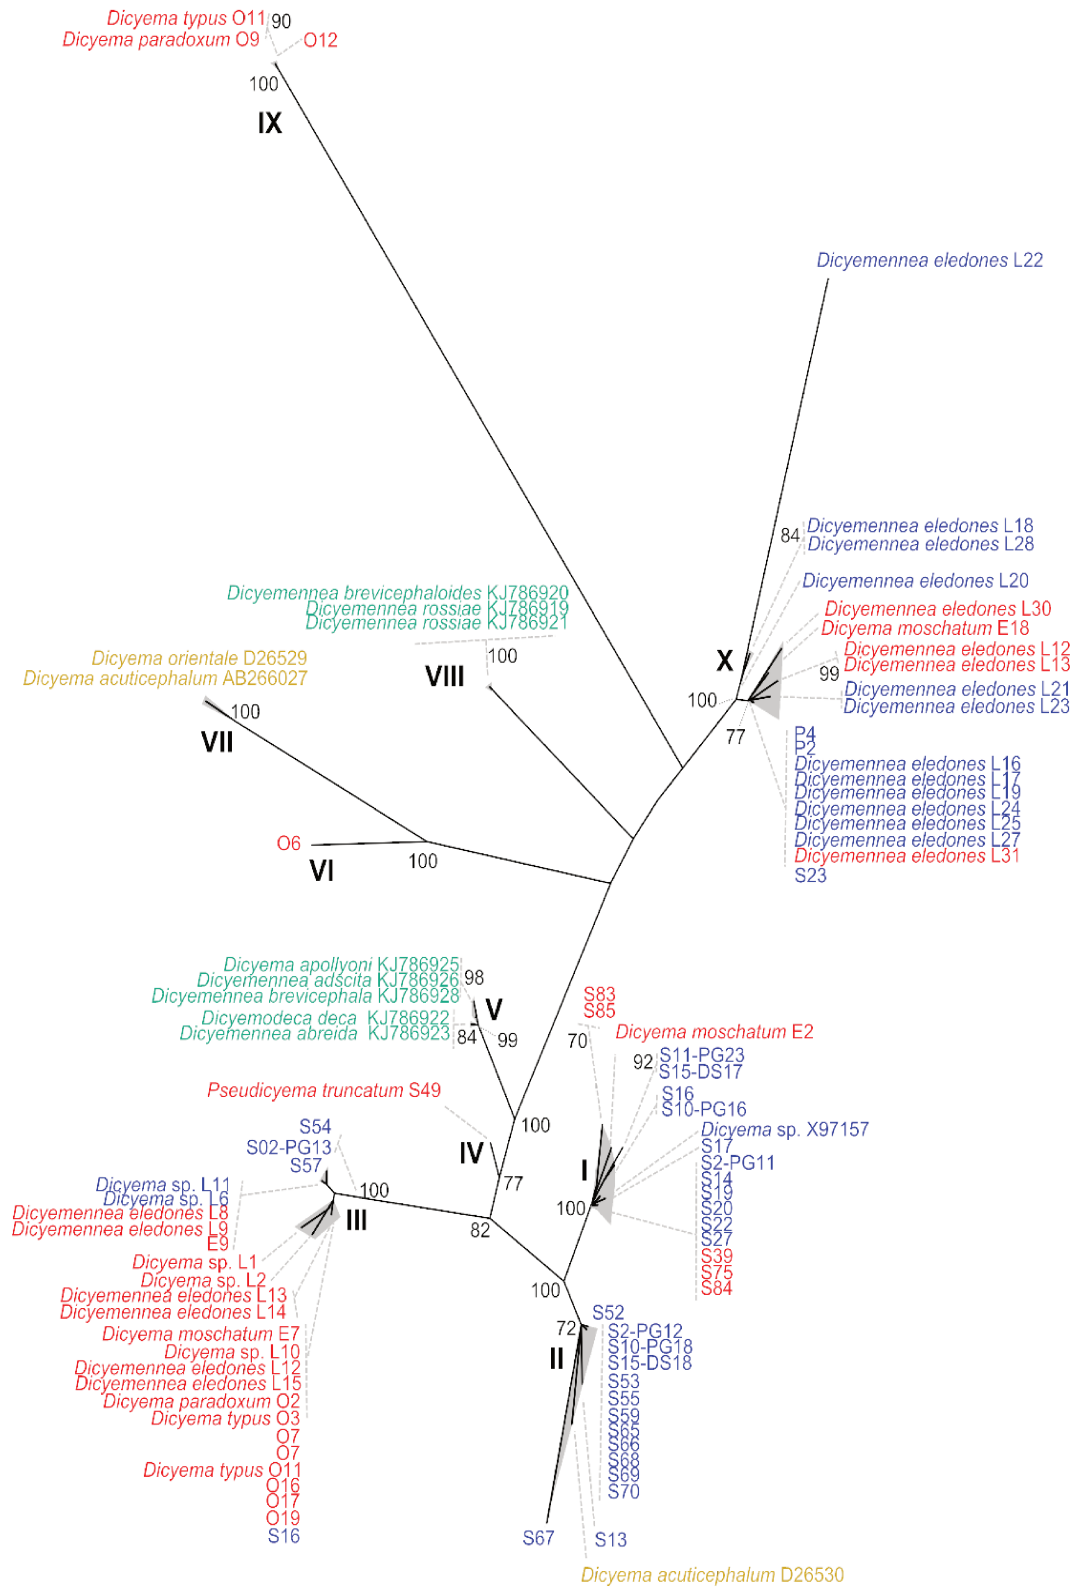 Dicyema typus O11
90
Dicyema paradoxum O9
O12
100
IX
Dicyemennea eledones L22
Dicyemennea eledones L18
84
Dicyemennea eledones L28
Dicyemennea eledones L20
Dicyemennea brevicephaloides KJ786920
Dicyemennea rossiae KJ786919
Dicyemennea rossiae KJ786921
100
VIII
Dicyemennea eledones L30
Dicyema moschatum E18
Dicyemennea eledones L12
Dicyemennea eledones L13
99
X
Dicyemennea eledones L21
Dicyemennea eledones L23
100
77
Dicyema orientale D26529
Dicyema acuticephalum AB266027
100
VII
P4
P2
Dicyemennea eledones L16
Dicyemennea eledones L17
Dicyemennea eledones L19
Dicyemennea eledones L24
Dicyemennea eledones L25
Dicyemennea eledones L27
Dicyemennea eledones L31
S23
O6
VI
100
Dicyema apollyoni KJ786925
Dicyemennea adscita KJ786926
98
Dicyemennea brevicephala KJ786928
V
Dicyemodeca deca KJ786922
Dicyemennea abreida KJ786923
84
99
S83
S85
70
Dicyema moschatum E2
92
S11-PG23
S15-DS17
S16
S10-PG16
Dicyema sp. X97157
S17
S2-PG11
S14
S19
S20
S22
S27
S39
S75
S84
I
100
Pseudicyema truncatum S49
100
IV
77
S54
S02-PG13
S57
100
Dicyema sp. L11
Dicyema sp. L6
Dicyemennea eledones L8
Dicyemennea eledones L9
E9
III
82
Dicyema sp. L1
Dicyema sp. L2
Dicyemennea eledones L13
Dicyemennea eledones L14
Dicyema moschatum E7
Dicyema sp. L10
Dicyemennea eledones L12
Dicyemennea eledones L15
Dicyema paradoxum O2
Dicyema typus O3
O7
O7
Dicyema typus O11
O16
O17
O19
S16
100
S52
72
II
S2-PG12
S10-PG18
S15-DS18
S53
S55
S59
S65
S66
S68
S69
S70
S67
S13
Dicyema acuticephalum D26530